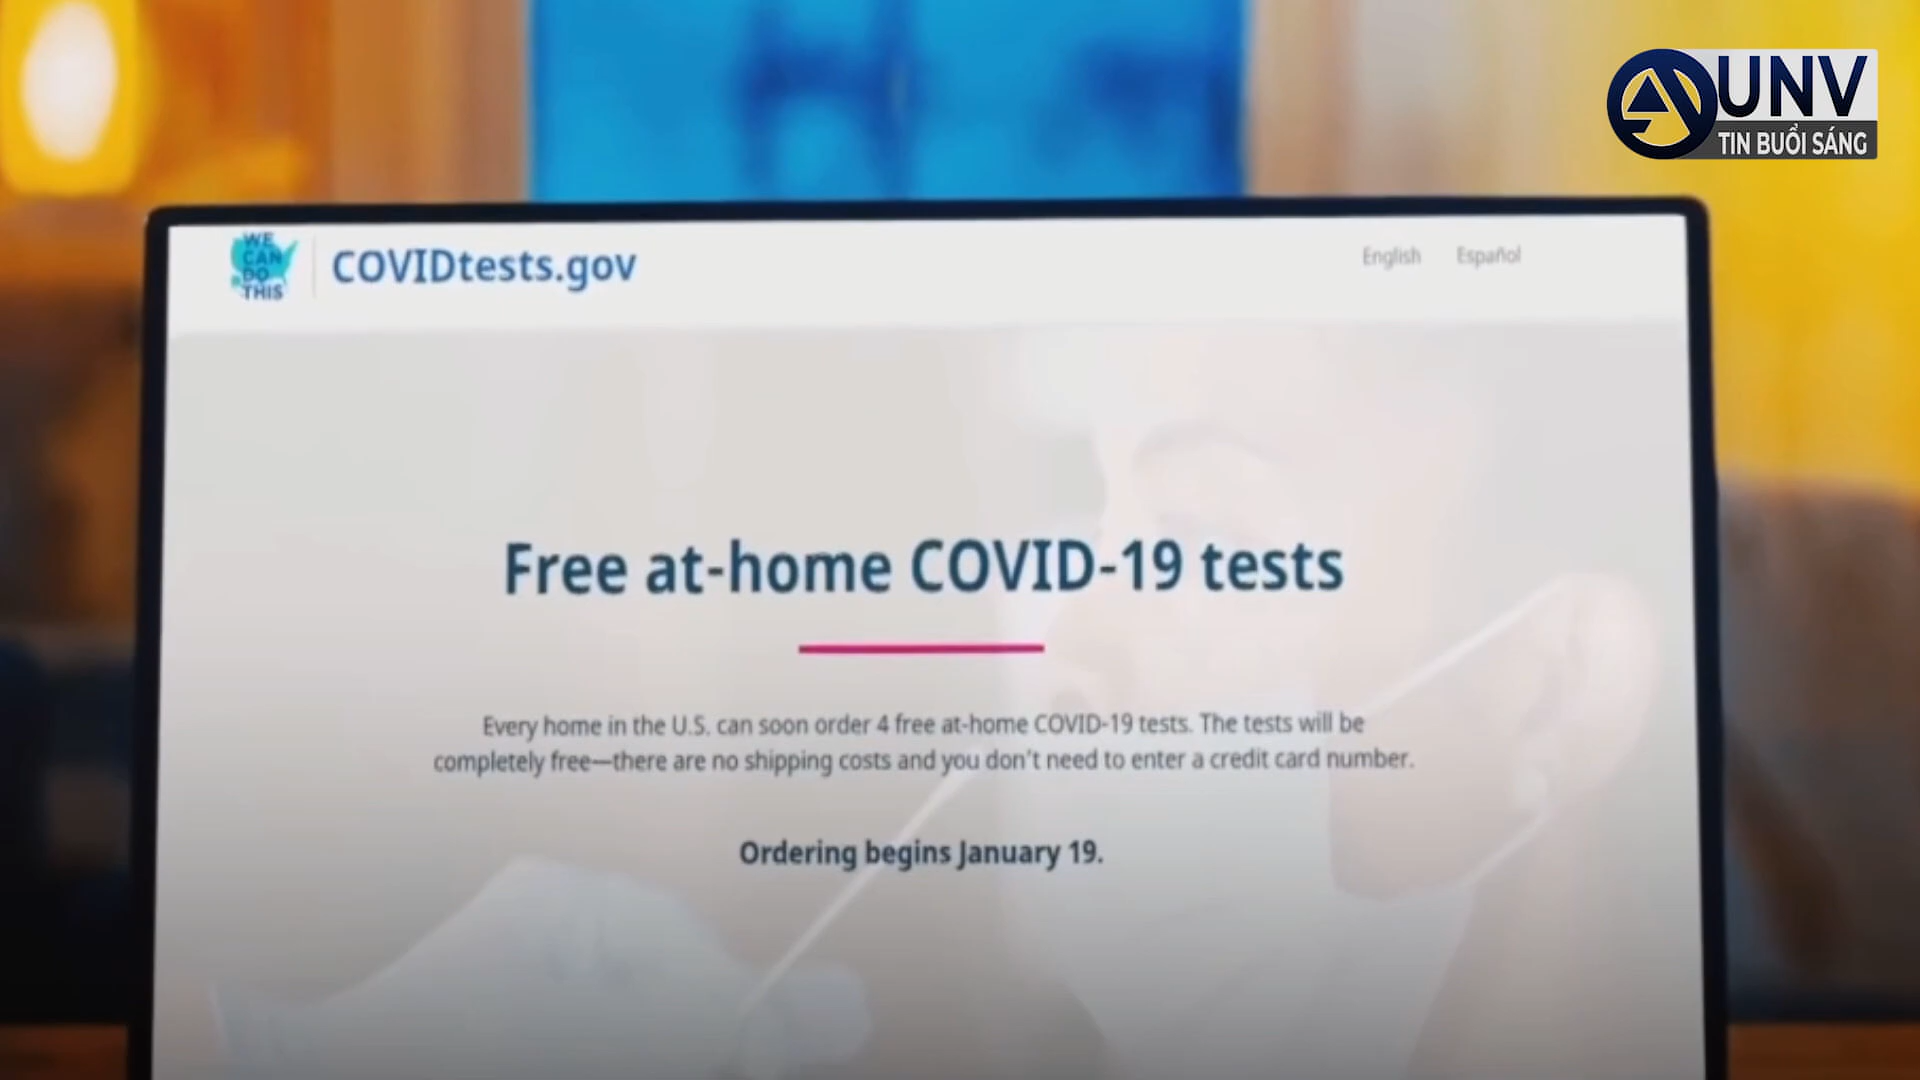 UNV
TIN BUỔI SÁNG
WE
CAN
DO
THIS
COVIDtests.gov
English
Español
Free at-home COVID-19 tests
Every home in the U.S. can soon order 4 free at-home COVID-19 tests. The tests will be
completely free—there are no shipping costs and you don't need to enter a credit card number.
Ordering begins January 19.